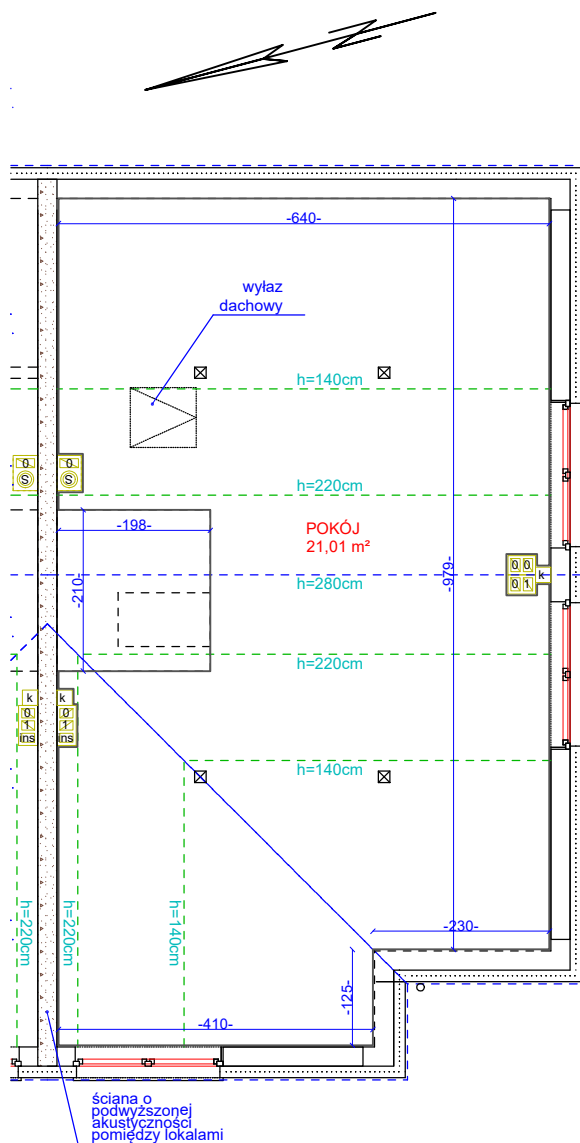 -640-
wyłaz
dachowy
h=140cm
0
S
0
S
h=220cm
-198-
POKÓJ
21,01 m²
-979-
0 0
0 1
k
h=280cm
-210-
h=220cm
k
0
1
ins
k
0
1
ins
h=140cm
h=220cm
h=220cm
h=140cm
-230-
-125-
-410-
ściana o
podwyższonej
akustyczności
pomiędzy lokalami